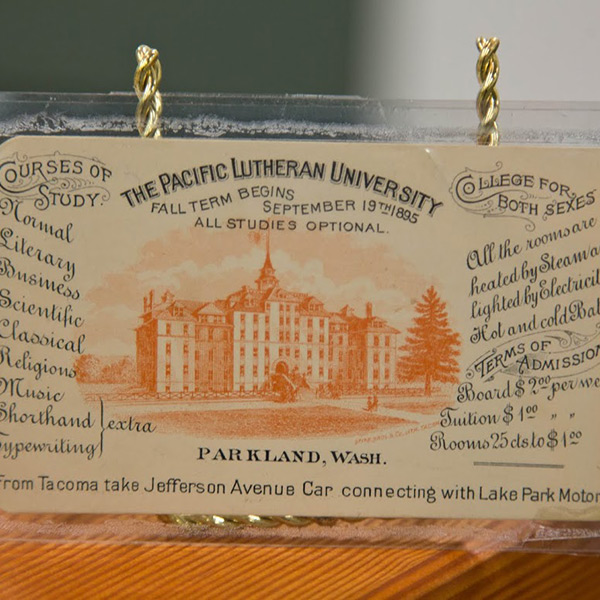 COURSES OF
STUDY.
Normal
Literary
Business
Scientific
Classical
Religious
Music
Shorthand
Typewriting
extra
THE PACIFIC LUTHERAN UNIVERSITY
FALL TERM BEGINS
SEPTEMBER 19TH 1895
ALL STUDIES OPTIONAL.
PARKLAND, WASH.
COLLEGE FOR
BOTH SEXES
All the rooms are
heated by Steam
lighted by Electricit
Hot and cold Bat
TERMS OF
ADMISSION
Board $2.00 per we
Tuition $1.00 " "
Rooms 25 cts to $1.00
From Tacoma take Jefferson Avenue Car connecting with Lake Park Motor